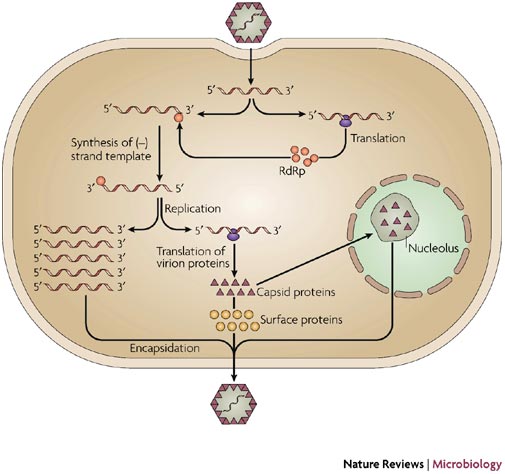 5' 3'
5' 3' 5' 3'
Synthesis of (–)
strand template
Translation
RdRp
3' 5'
Replication
5' 3'
5' 3'
5' 3'
5' 3'
5' 3'
5' 3'
Translation of
virion proteins
Nucleolus
Capsid proteins
Surface proteins
Encapsidation
Nature Reviews | Microbiology